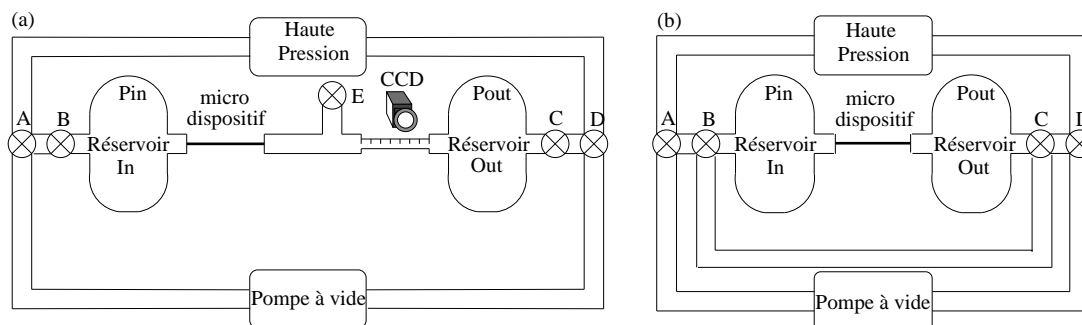 (a)
Haute
Pression
CCD
Pin
micro
dispositif
E
Pout
A
B
C
D
Réservoir
In
Réservoir
Out
Pompe à vide
(b)
Haute
Pression
Pin
micro
dispositif
Pout
A
B
C
D
Réservoir
In
Réservoir
Out
Pompe à vide